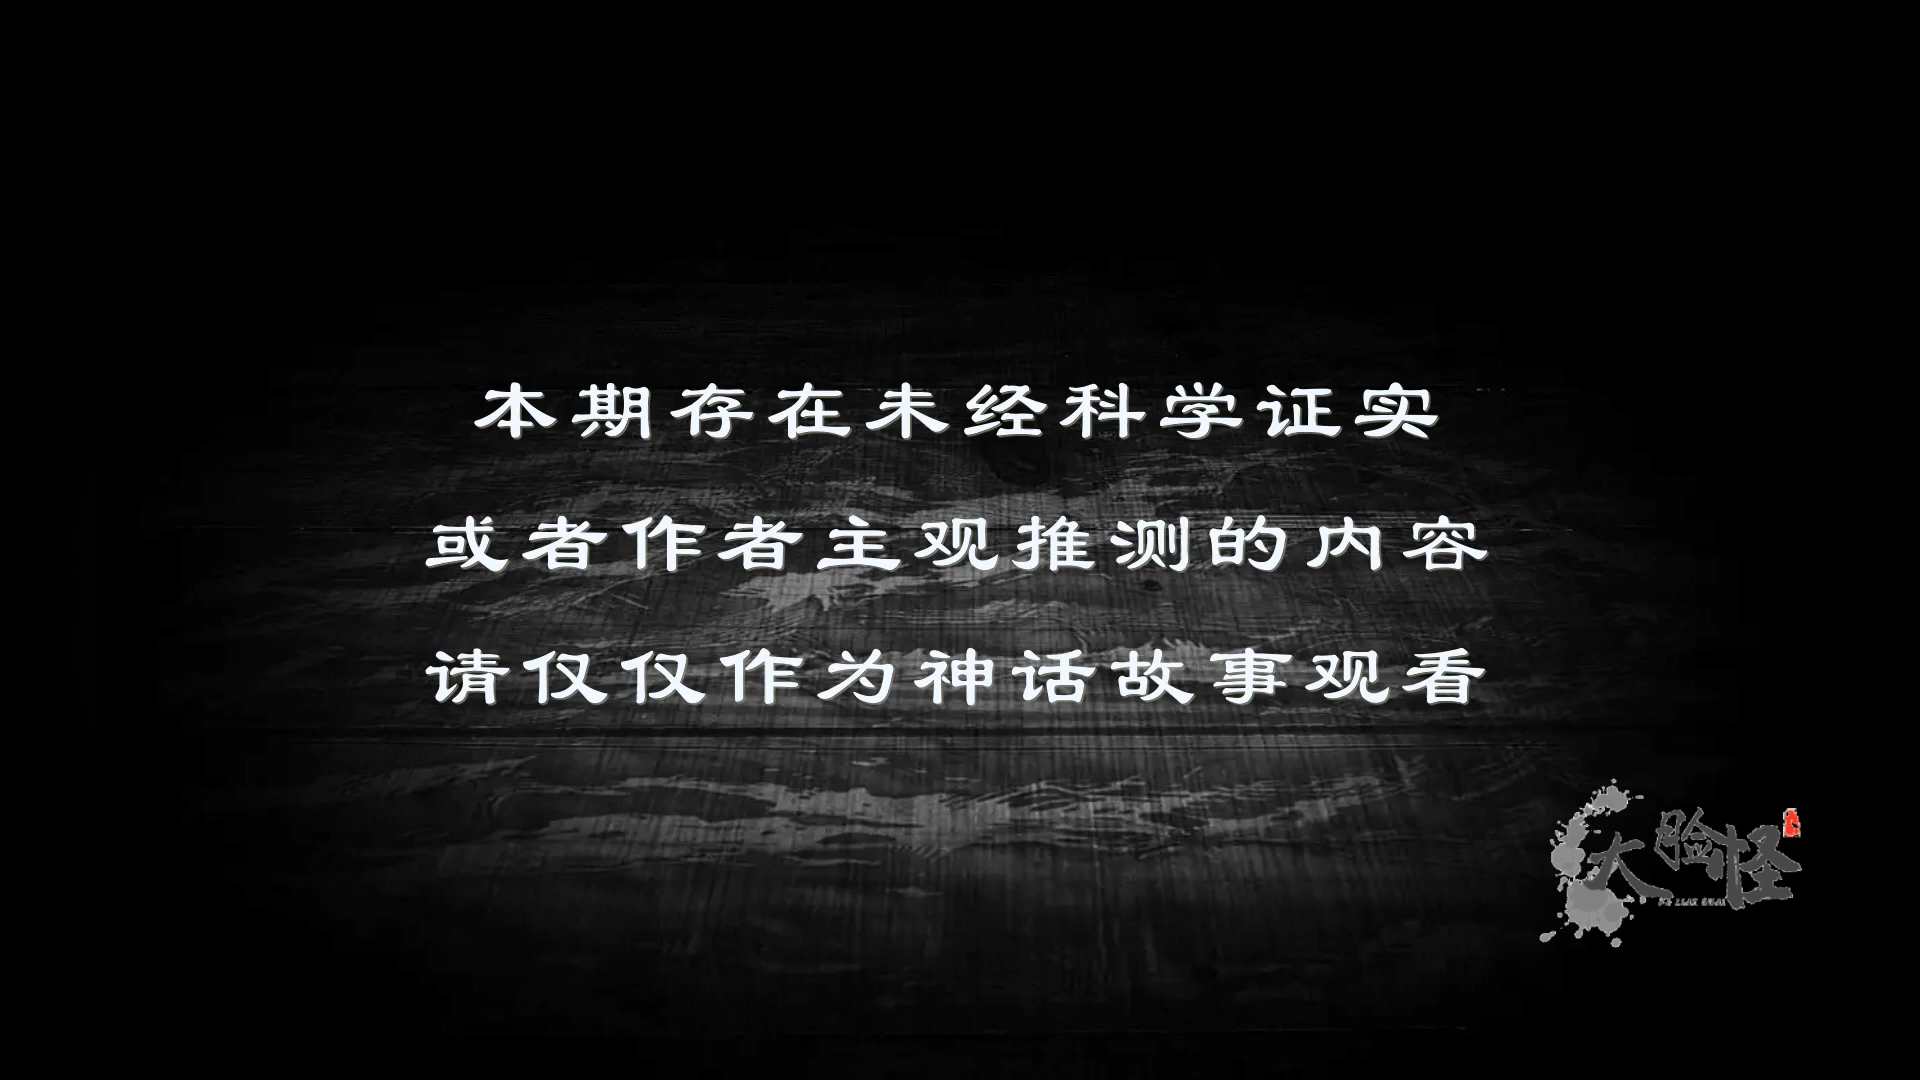 本期存在未经科学证实
或者作者主观推测的内容
请仅仅作为神话故事观看
大脸怪